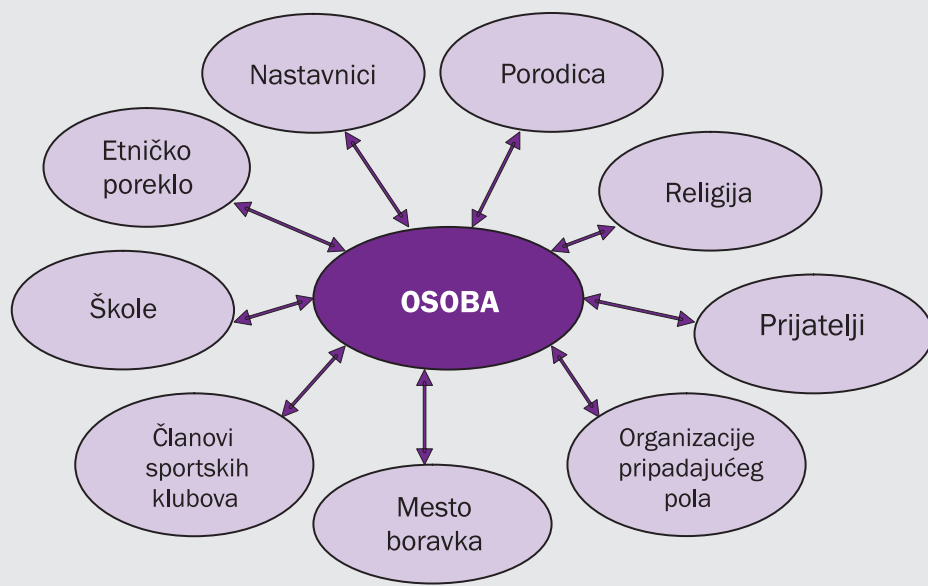 Nastavnici
Porodica
Etničko
poreklo
Religija
Škole
OSOBA
Prijatelji
Članovi
sportskih
klubova
Organizacije
pripadajućeg
pola
Mesto
boravka